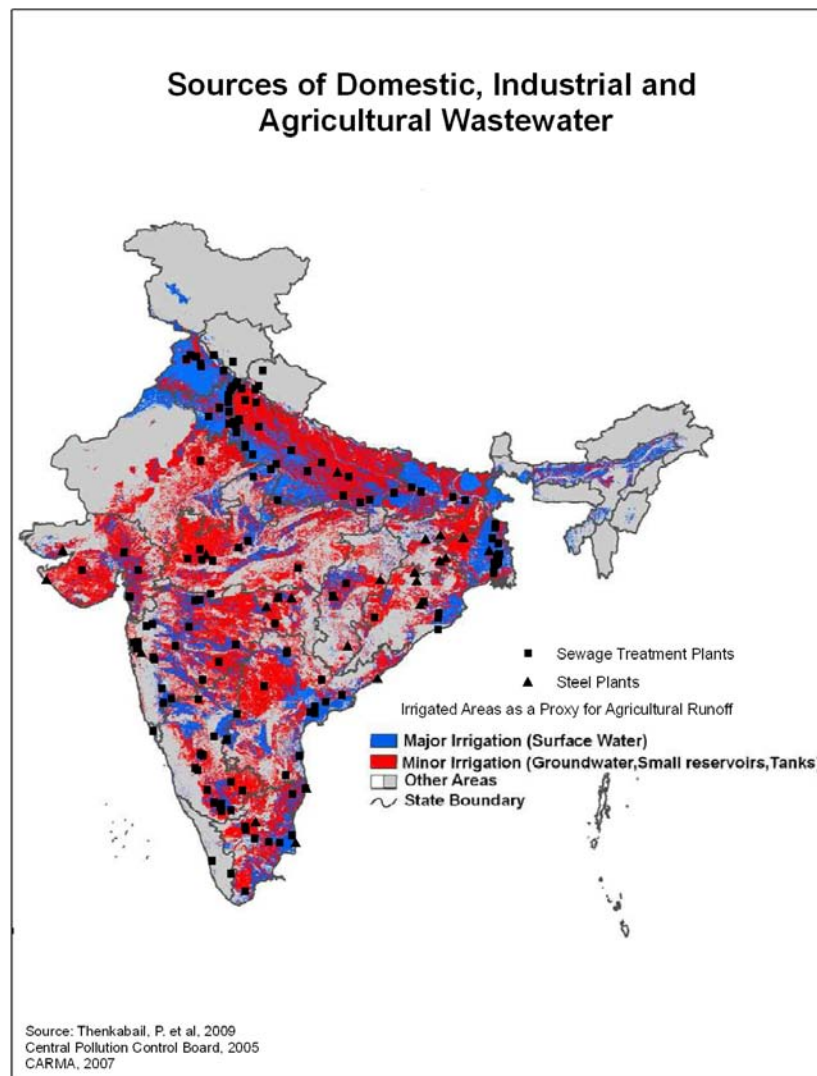 Sources of Domestic, Industrial and
Agricultural Wastewater
Sewage Treatment Plants
Steel Plants
Irrigated Areas as a Proxy for Agricultural Runoff
Major Irrigation (Surface Water)
Minor Irrigation (Groundwater,Small reservoirs,Tanks)
Other Areas
State Boundary
Source: Thenkabail, P. et al, 2009
Central Pollution Control Board, 2005
CARMA, 2007